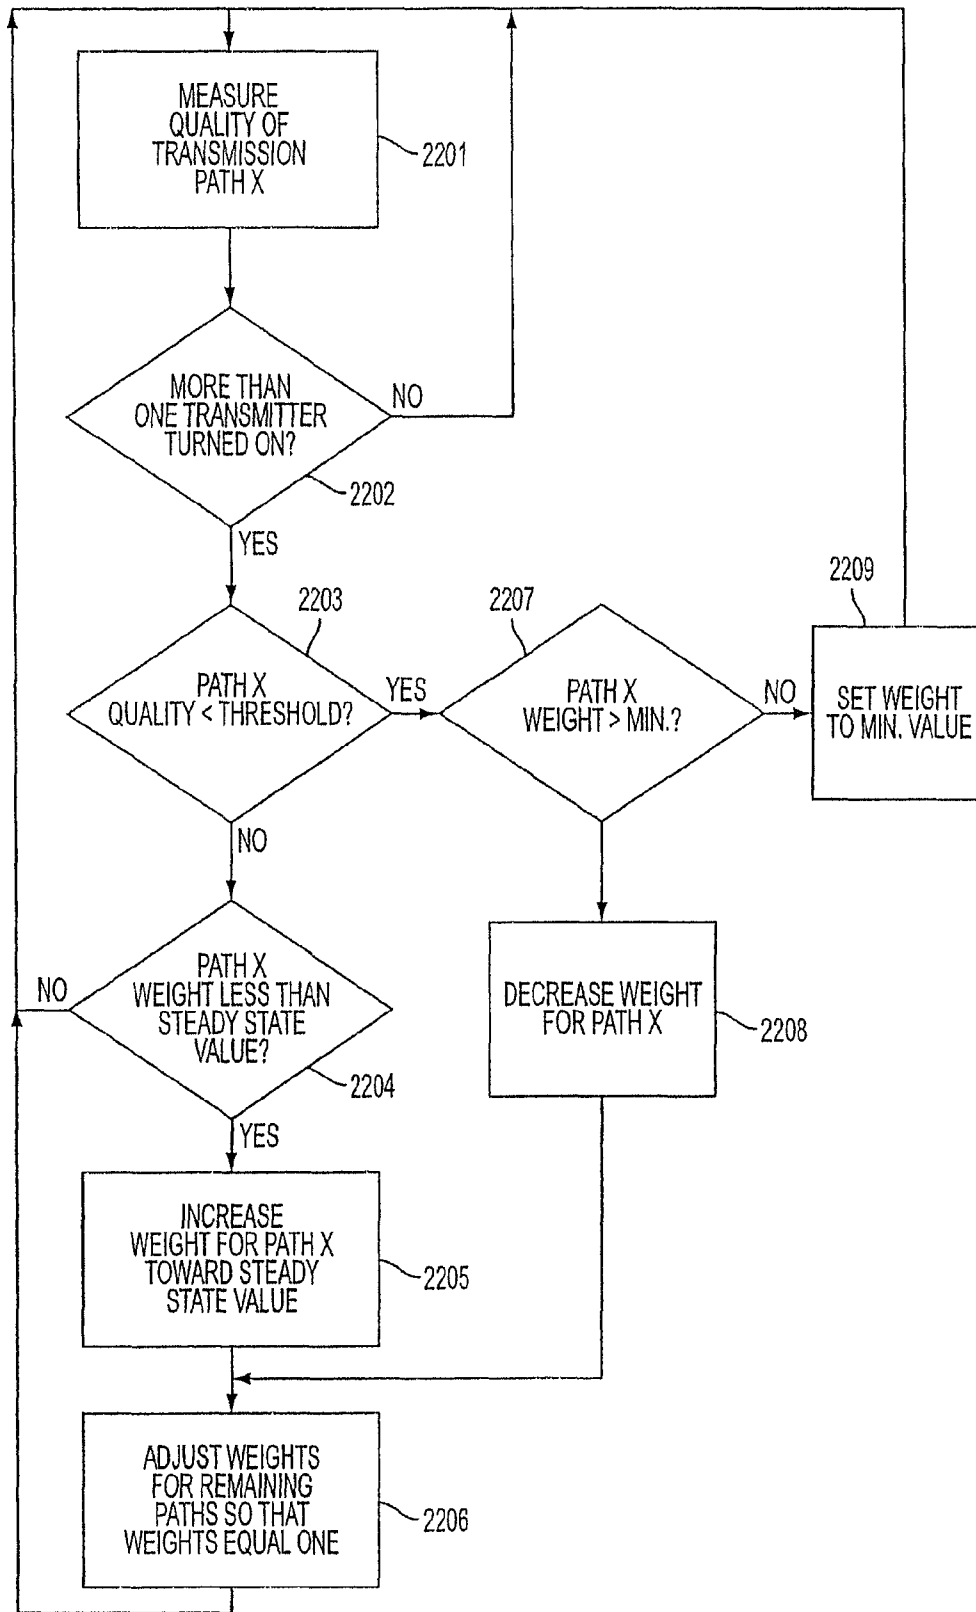 MEASURE
QUALITY OF
TRANSMISSION
PATH X
2201
MORE THAN
ONE TRANSMITTER
TURNED ON?
NO
2202
YES
2203
PATH X
QUALITY < THRESHOLD?
YES
2207
PATH X
WEIGHT > MIN.?
NO
2209
SET WEIGHT
TO MIN. VALUE
NO
PATH X
WEIGHT LESS THAN
STEADY STATE
VALUE?
NO
2204
DECREASE WEIGHT
FOR PATH X
2208
YES
INCREASE
WEIGHT FOR PATH X
TOWARD STEADY
STATE VALUE
2205
ADJUST WEIGHTS
FOR REMAINING
PATHS SO THAT
WEIGHTS EQUAL ONE
2206